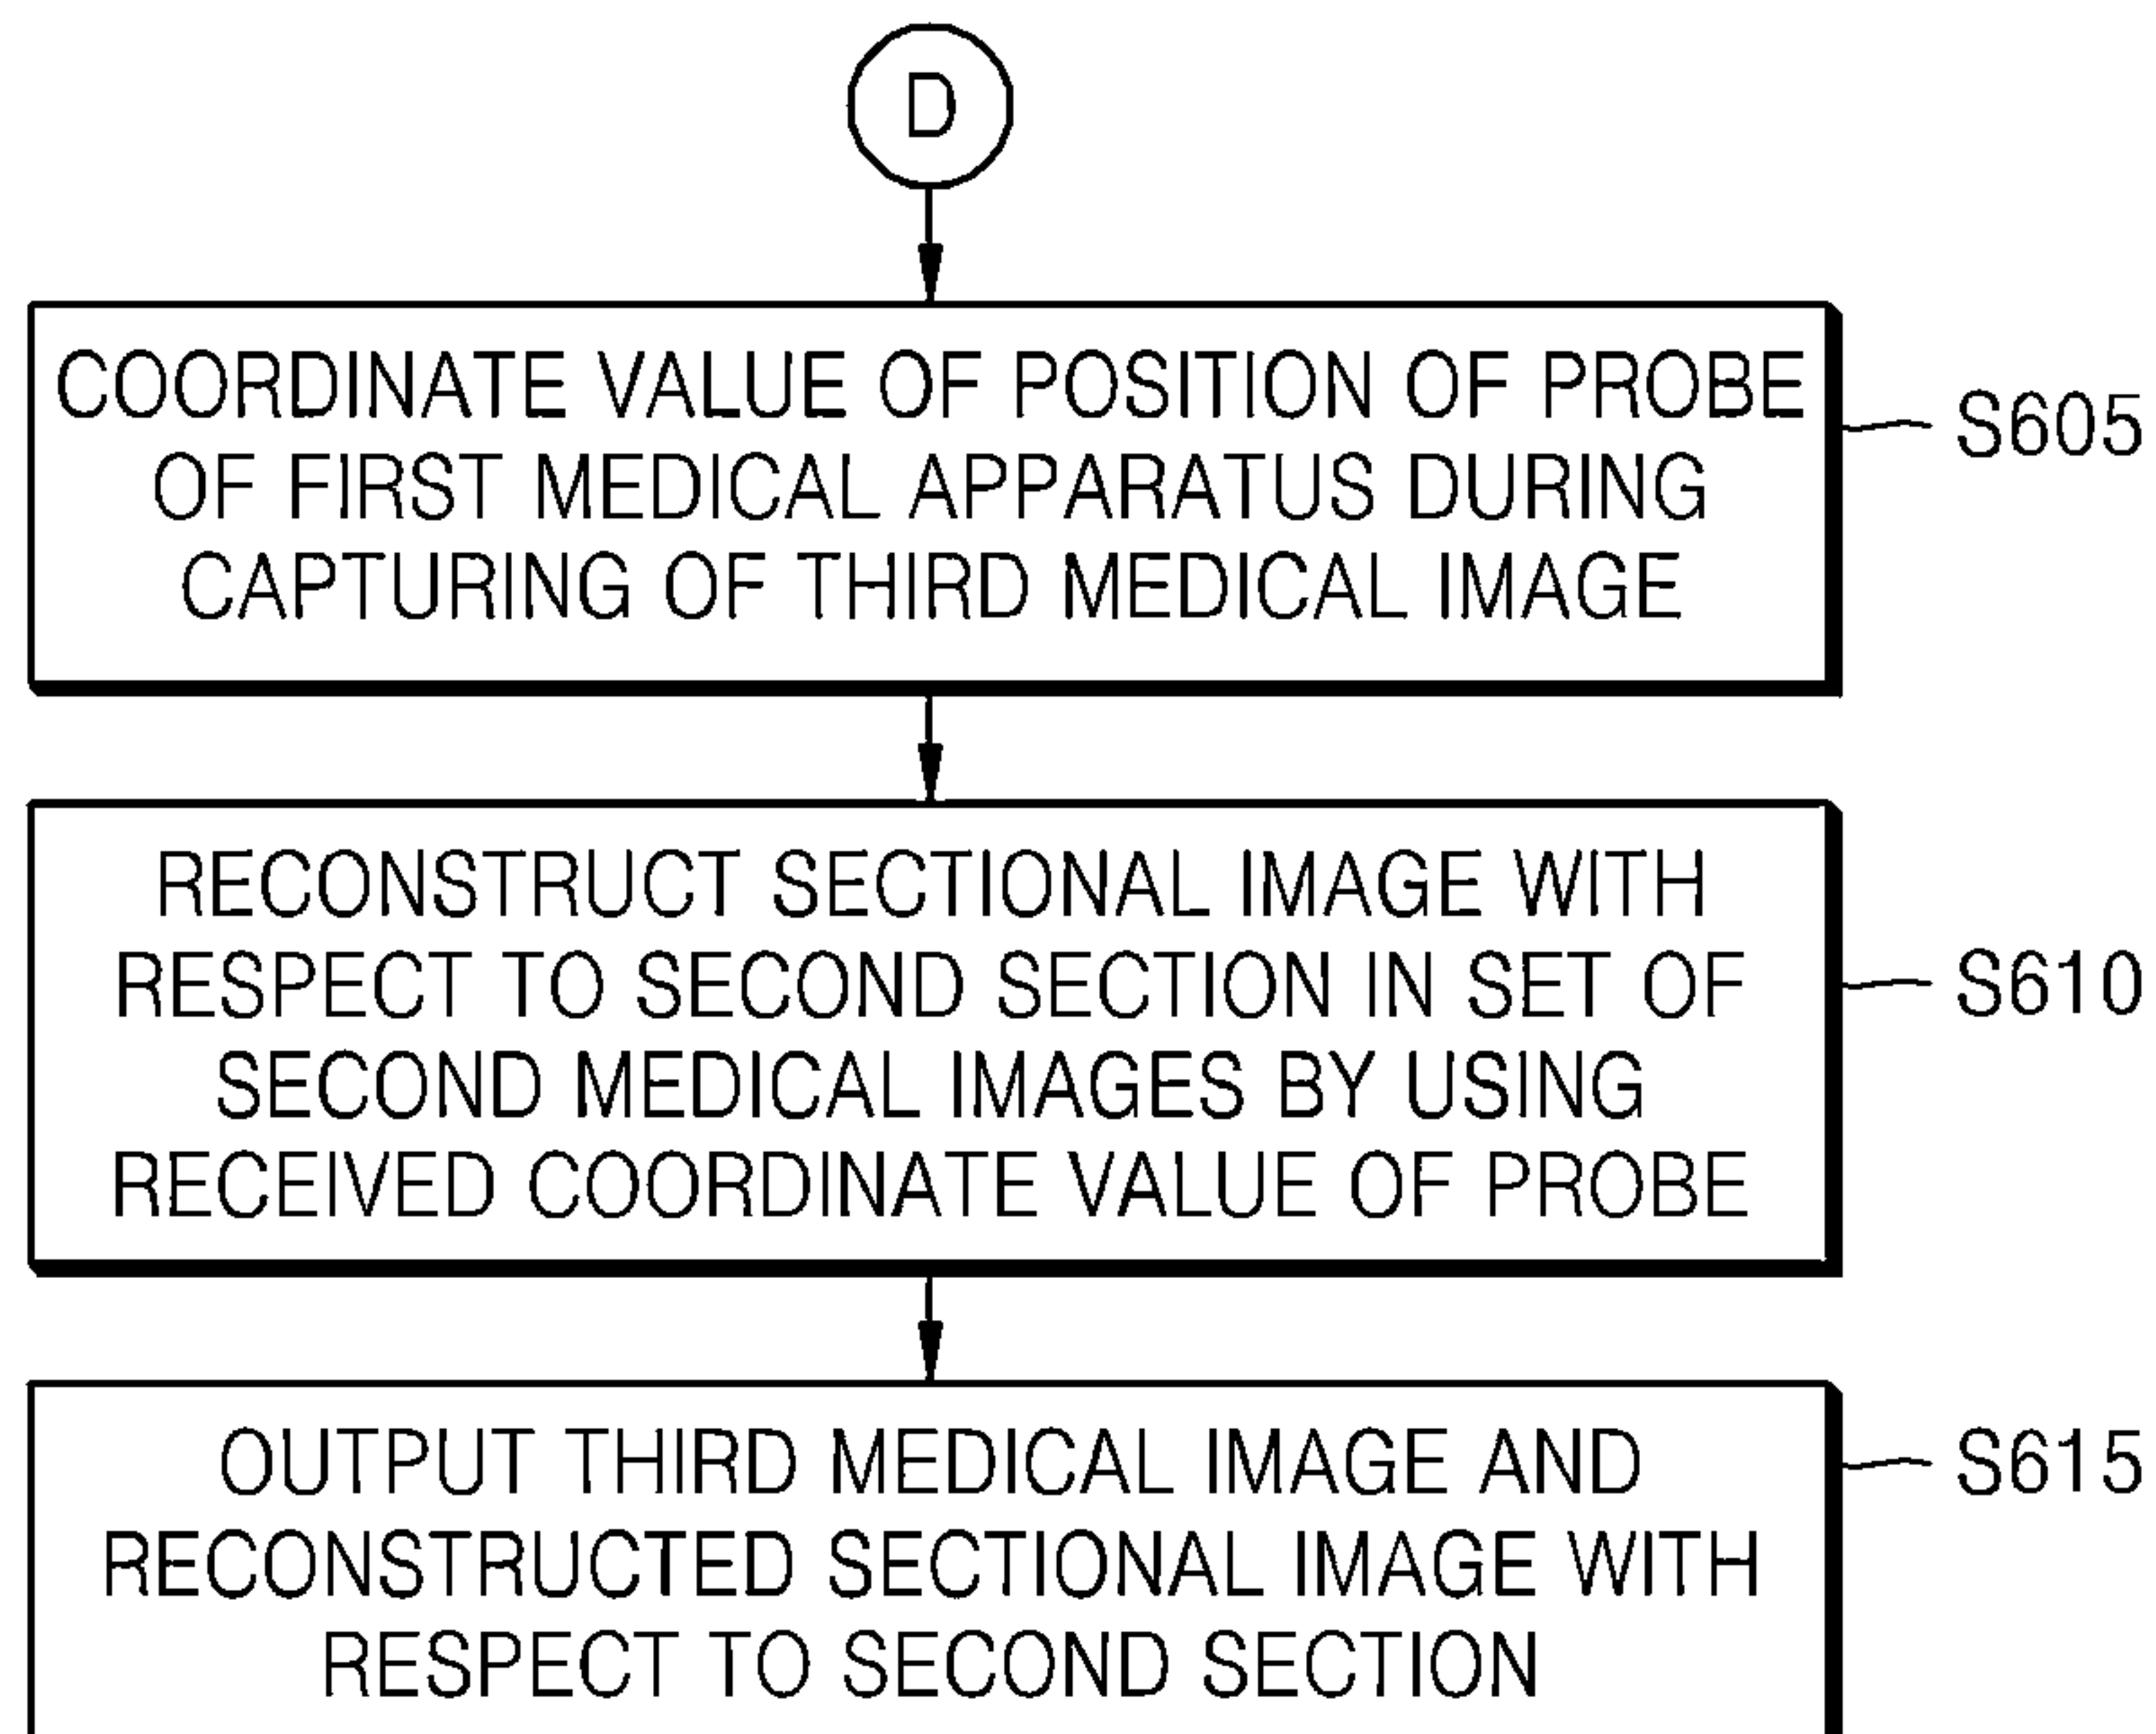 D
COORDINATE VALUE OF POSITION OF PROBE
OF FIRST MEDICAL APPARATUS DURING
CAPTURING OF THIRD MEDICAL IMAGE
S605
RECONSTRUCT SECTIONAL IMAGE WITH
RESPECT TO SECOND SECTION IN SET OF
SECOND MEDICAL IMAGES BY USING
RECEIVED COORDINATE VALUE OF PROBE
S610
OUTPUT THIRD MEDICAL IMAGE AND
RECONSTRUCTED SECTIONAL IMAGE WITH
RESPECT TO SECOND SECTION
S615